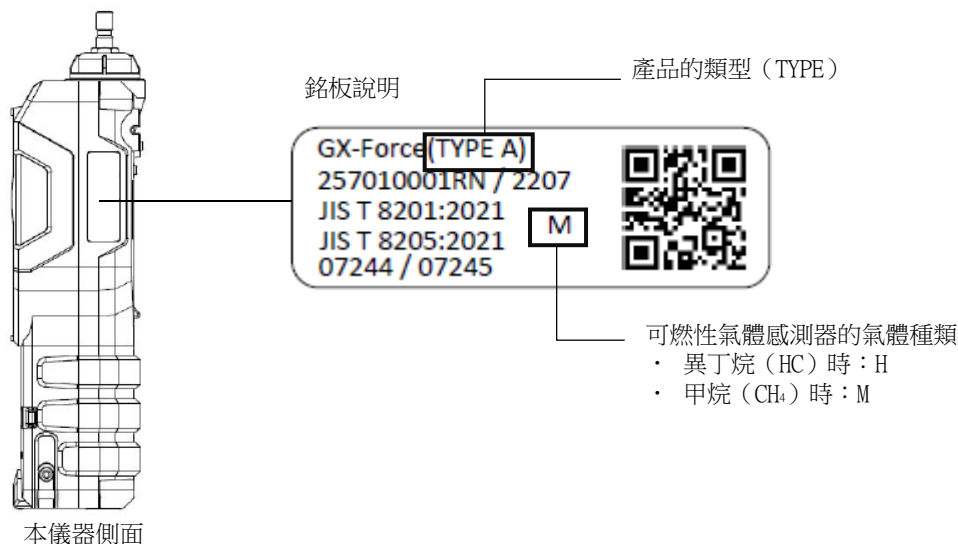 產品的類型（TYPE）
銘板說明
GX-Force(TYPE A)
257010001RN / 2207
JIS T 8201:2021
JIS T 8205:2021
M
07244 / 07245
可燃性氣體感測器的氣體種類
· 異丁烷（HC）時：H
· 甲烷（CH₄）時：M
本儀器側面